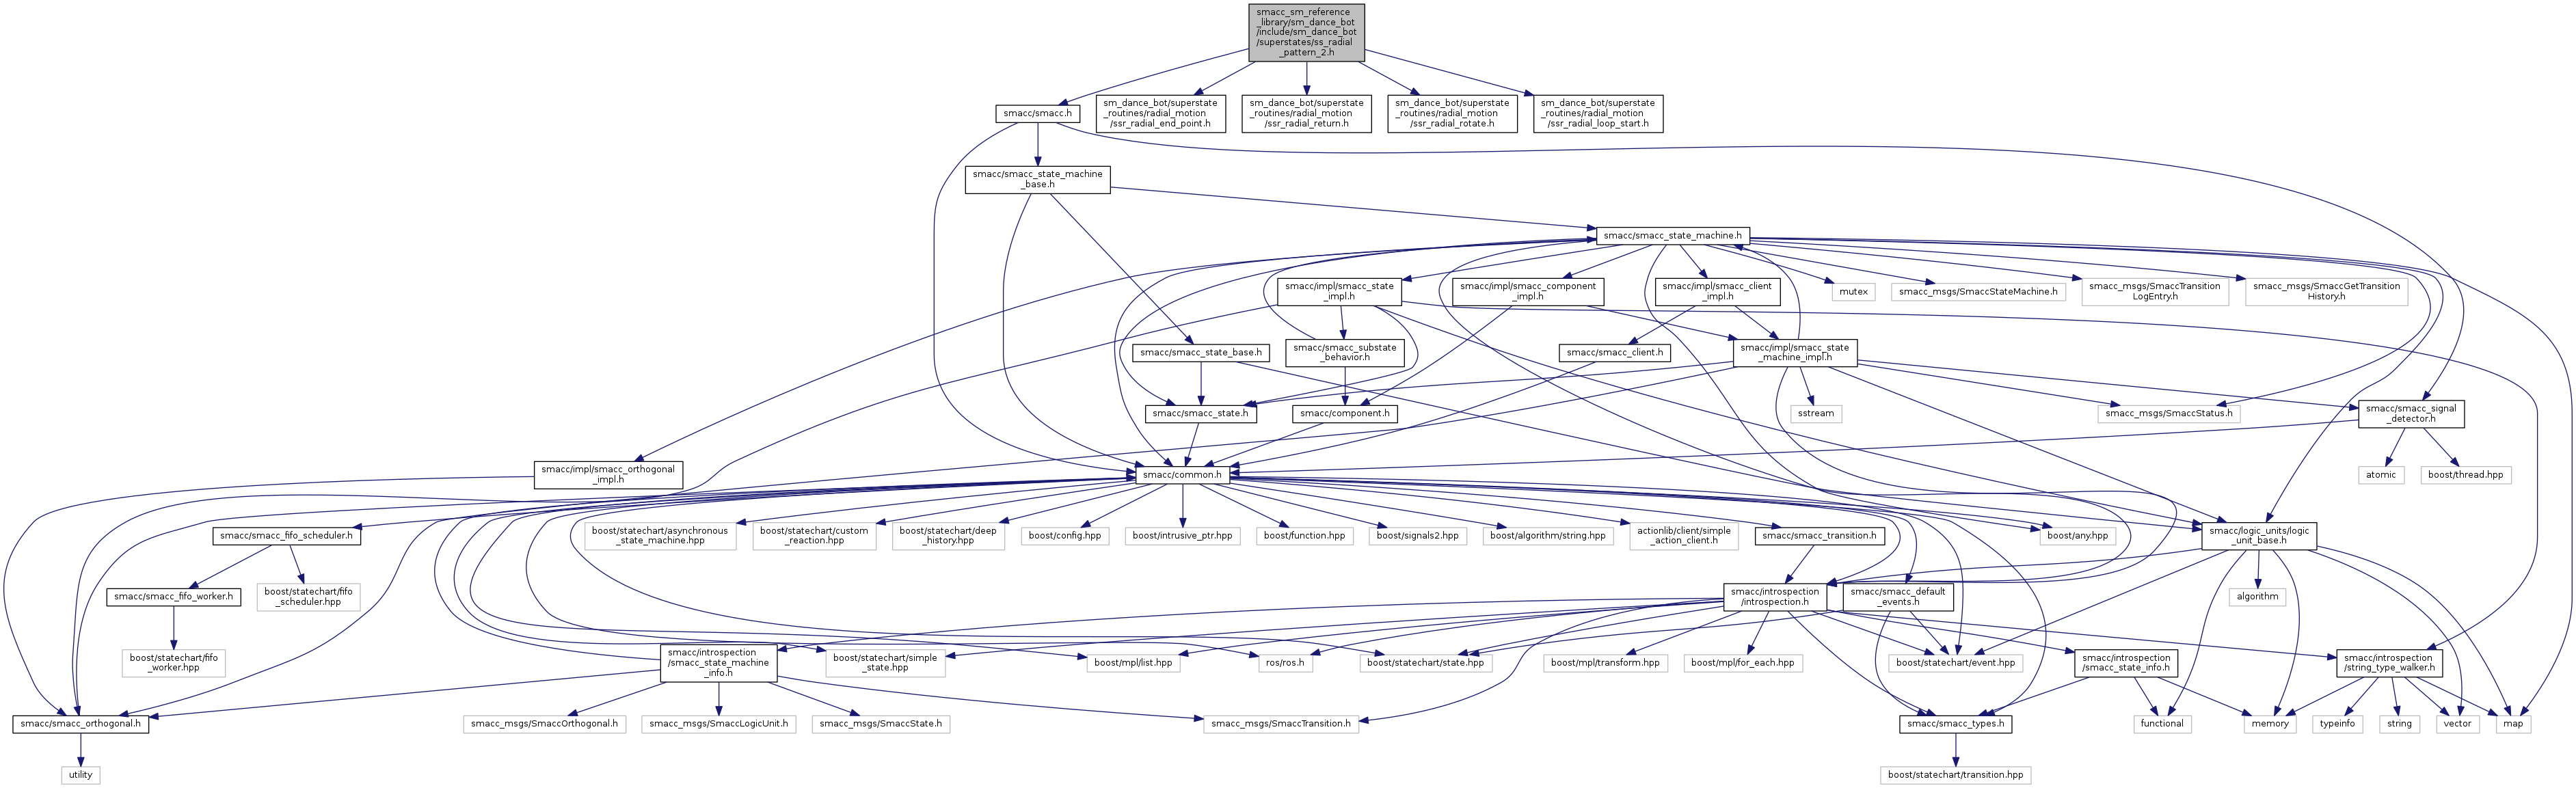 smacc_sm_reference
_library/sm_dance_bot
/include/sm_dance_bot
/superstates/ss_radial
_pattern_2.h
smacc/smacc.h
sm_dance_bot/superstate
_routines/radial_motion
/ssr_radial_end_point.h
sm_dance_bot/superstate
_routines/radial_motion
/ssr_radial_return.h
sm_dance_bot/superstate
_routines/radial_motion
/ssr_radial_rotate.h
sm_dance_bot/superstate
_routines/radial_motion
/ssr_radial_loop_start.h
smacc/smacc_state_machine
_base.h
smacc/smacc_state_machine.h
smacc/impl/smacc_state
_impl.h
smacc/impl/smacc_component
_impl.h
smacc/impl/smacc_client
_impl.h
mutex
smacc_msgs/SmaccStateMachine.h
smacc_msgs/SmaccTransition
LogEntry.h
smacc_msgs/SmaccGetTransition
History.h
smacc/smacc_state_base.h
smacc/smacc_substate
_behavior.h
smacc/smacc_client.h
smacc/impl/smacc_state
_machine_impl.h
smacc/smacc_state.h
smacc/component.h
sstream
smacc_msgs/SmaccStatus.h
smacc/smacc_signal
_detector.h
smacc/impl/smacc_orthogonal
_impl.h
smacc/common.h
atomic
boost/thread.hpp
smacc/smacc_fifo_scheduler.h
boost/statechart/asynchronous
_state_machine.hpp
boost/statechart/custom
_reaction.hpp
boost/statechart/deep
_history.hpp
boost/config.hpp
boost/intrusive_ptr.hpp
boost/function.hpp
boost/signals2.hpp
boost/algorithm/string.hpp
actionlib/client/simple
_action_client.h
smacc/smacc_transition.h
boost/any.hpp
smacc/logic_units/logic
_unit_base.h
smacc/smacc_fifo_worker.h
boost/statechart/fifo
_scheduler.hpp
smacc/introspection
/introspection.h
smacc/smacc_default
_events.h
algorithm
boost/statechart/fifo
_worker.hpp
smacc/introspection
/smacc_state_machine
_info.h
boost/statechart/simple
_state.hpp
boost/mpl/list.hpp
ros/ros.h
boost/statechart/state.hpp
boost/mpl/transform.hpp
boost/mpl/for_each.hpp
boost/statechart/event.hpp
smacc/introspection
/smacc_state_info.h
smacc/introspection
/string_type_walker.h
smacc/smacc_orthogonal.h
smacc_msgs/SmaccOrthogonal.h
smacc_msgs/SmaccLogicUnit.h
smacc_msgs/SmaccState.h
smacc_msgs/SmaccTransition.h
smacc/smacc_types.h
functional
memory
typeinfo
string
vector
map
utility
boost/statechart/transition.hpp